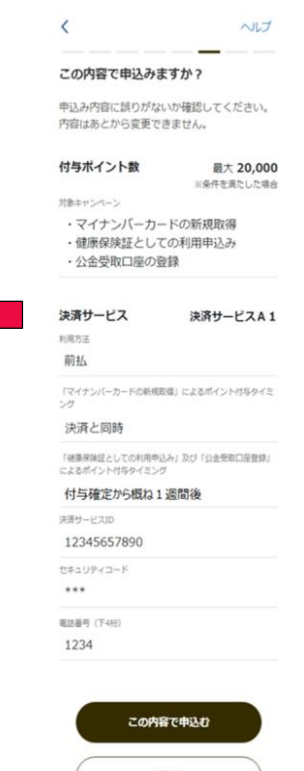 ヘルプ
この内容で申込みますか？
申込み内容に誤りがないか確認してください。
内容はあとから変更できません。
付与ポイント数 最大 20,000
※条件を満たした場合
対象キャンペーン
・マイナンバーカードの新規取得
・健康保険証としての利用申込み
・公金受取口座の登録
決済サービス 決済サービスA 1
利用方法
前払
「マイナンバーカードの新規取得」によるポイント付与タイミ
ング
決済と同時
「健康保険証としての利用申込み」及び「公金受取口座登録」
によるポイント付与タイミング
付与確定から概ね１週間後
決済サービスID
12345657890
セキュリティコード
***
電話番号（下4桁）
1234
この内容で申込む